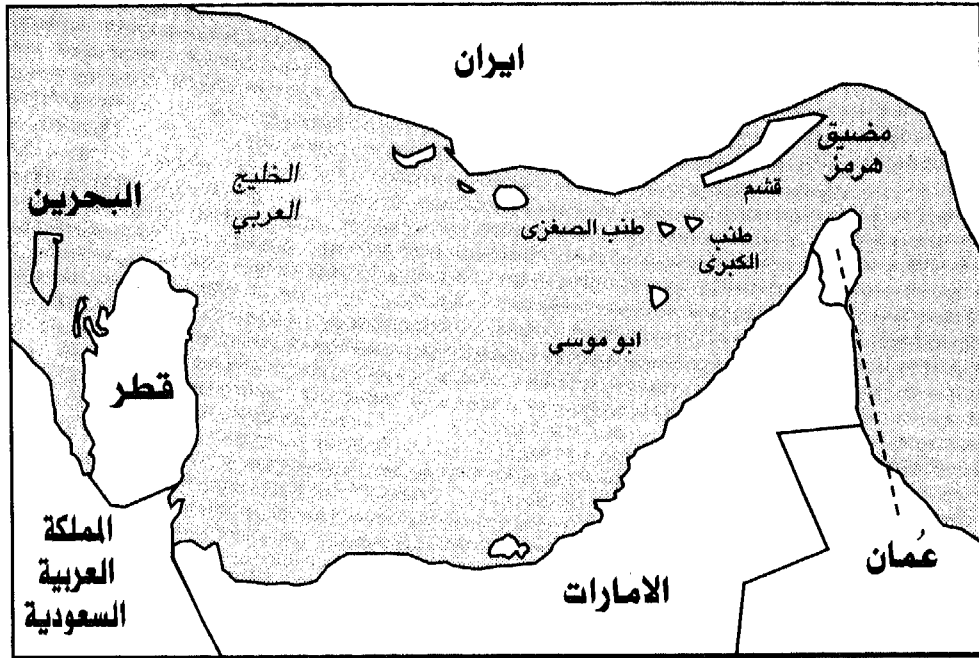 ايران
مضيق
هرمز
قشم
الخليج
العربي
البحرين
طنب الصغرى
طنب
الكبرى
ابو موسى
قطر
المملكة
العربية
السعودية
الامارات
عُمان